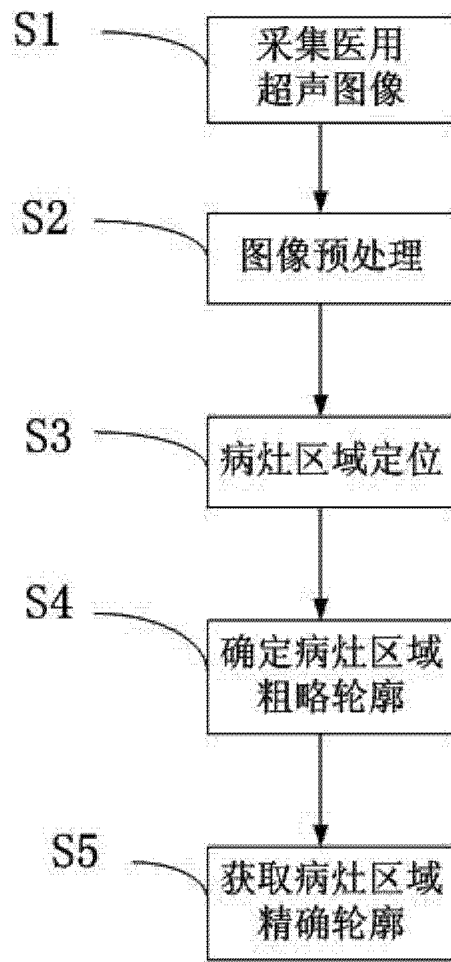 S1
采集医用
超声图像
S2
图像预处理
S3
病灶区域定位
S4
确定病灶区域
粗略轮廓
S5
获取病灶区域
精确轮廓